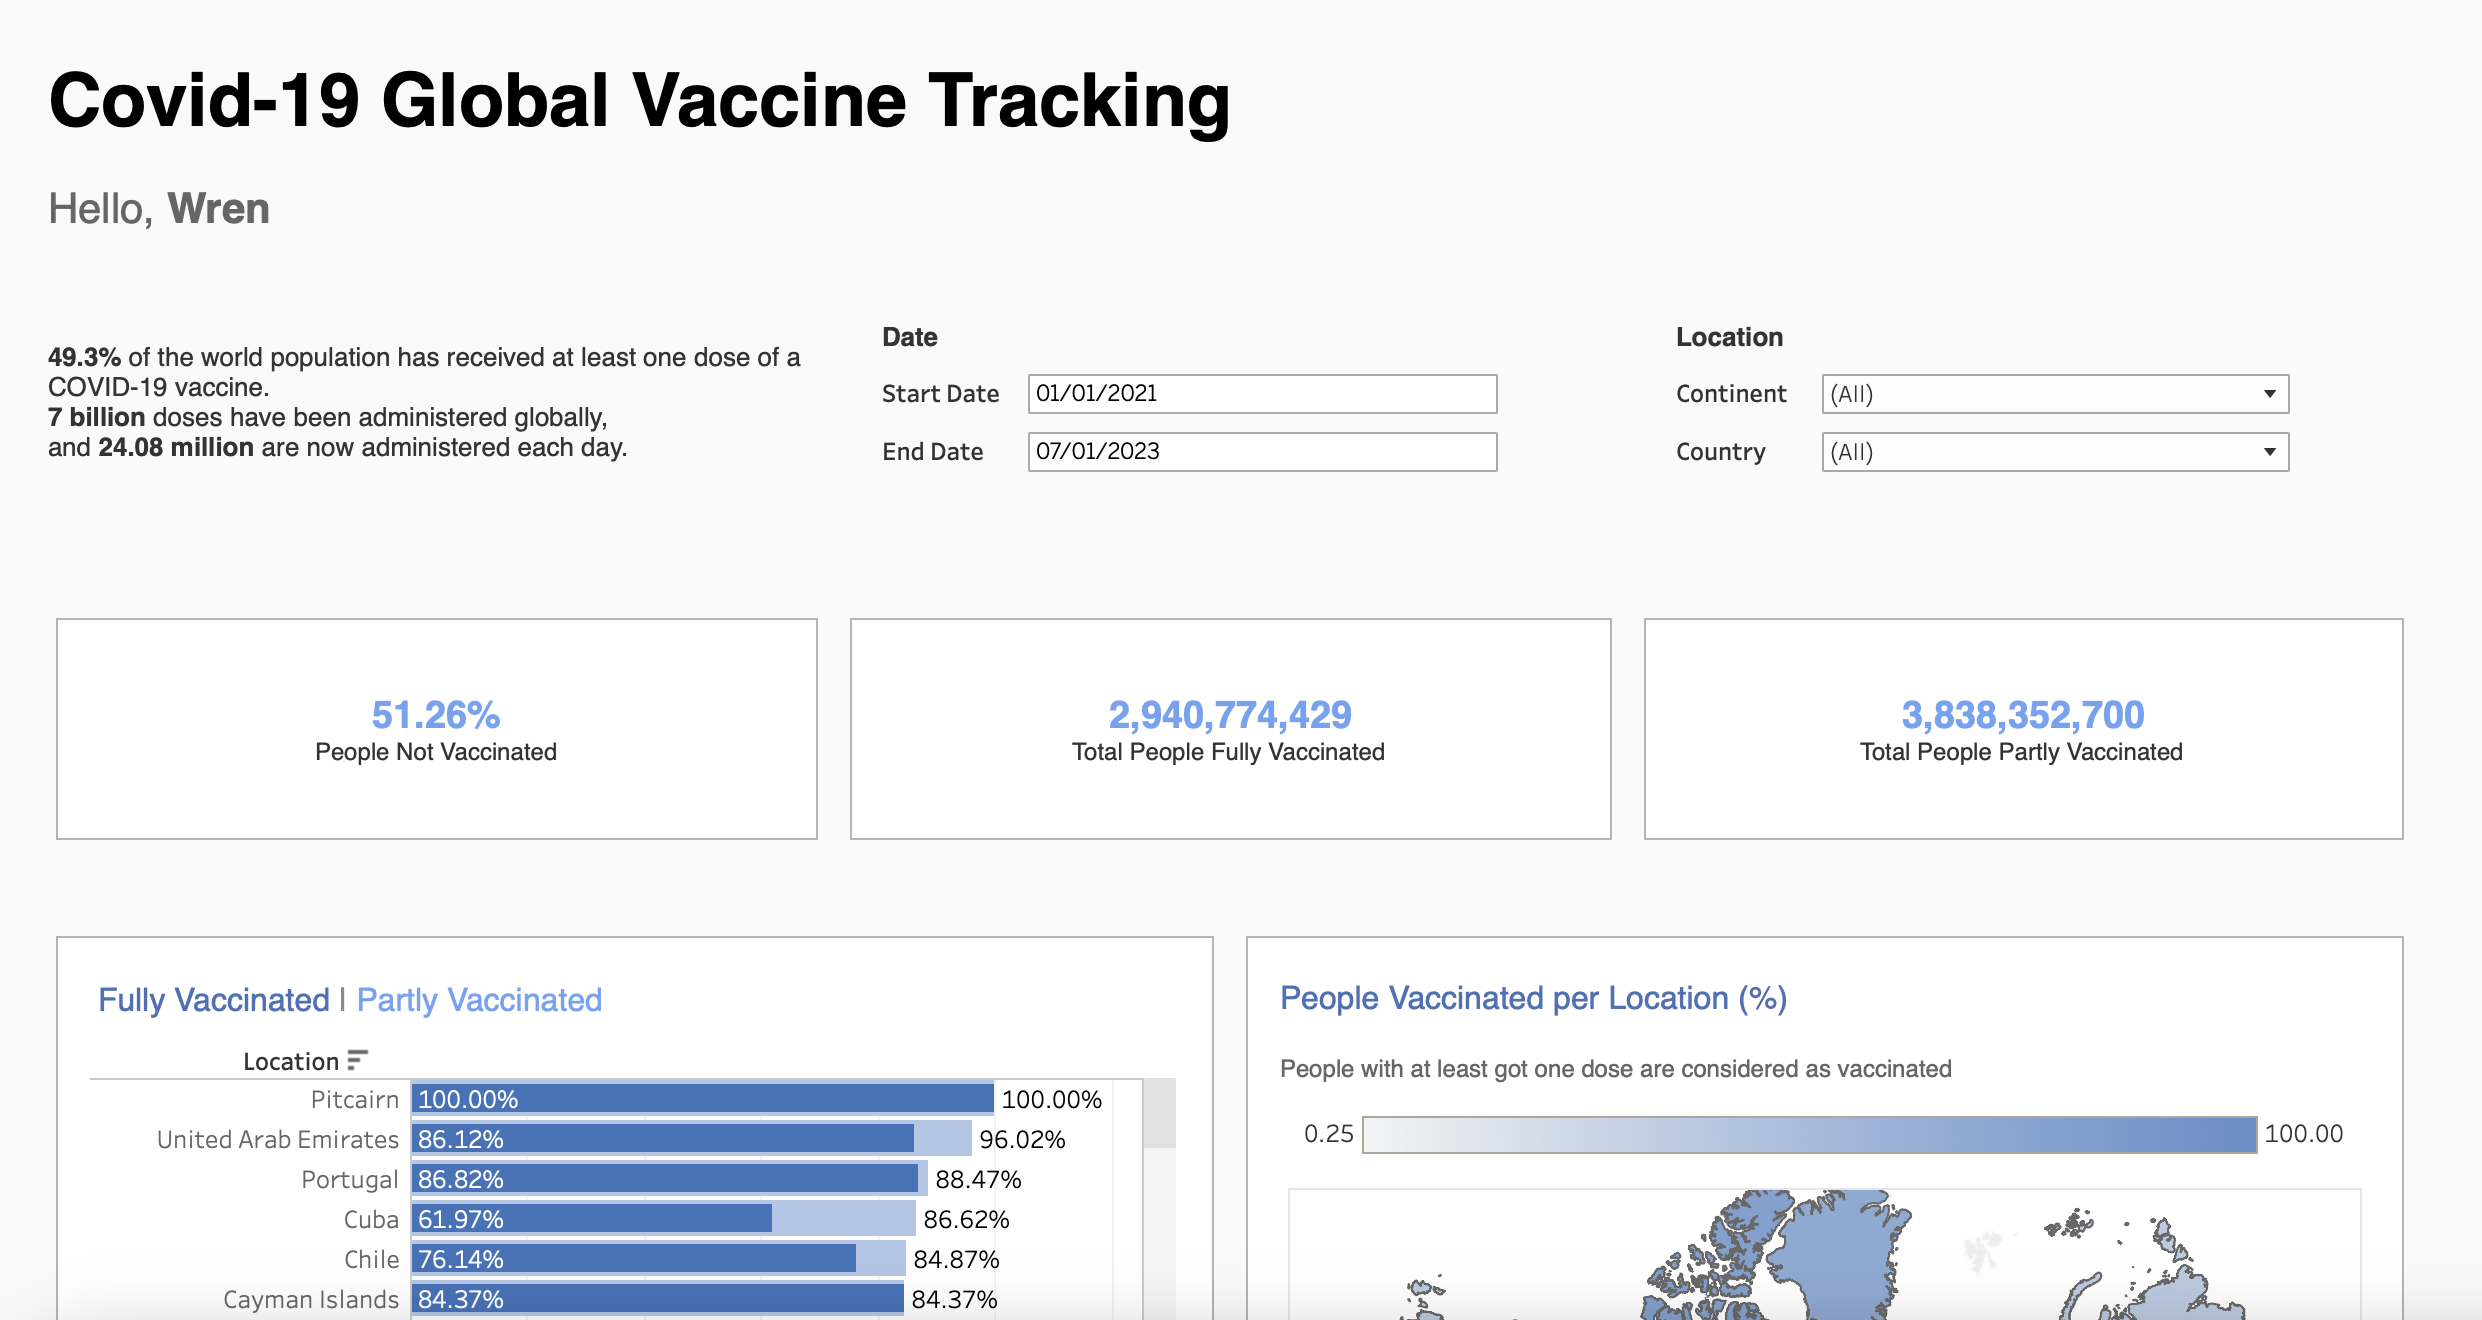 Covid-19 Global Vaccine Tracking
Hello, Wren
49.3% of the world population has received at least one dose of a
COVID-19 vaccine.
7 billion doses have been administered globally,
and 24.08 million are now administered each day.
Date
Start Date 01/01/2021
End Date 07/01/2023
Location
Continent (All)
Country (All)
51.26%
People Not Vaccinated
2,940,774,429
Total People Fully Vaccinated
3,838,352,700
Total People Partly Vaccinated
Fully Vaccinated | Partly Vaccinated
Location
Pitcairn 100.00% 100.00%
United Arab Emirates 86.12% 96.02%
Portugal 86.82% 88.47%
Cuba 61.97% 86.62%
Chile 76.14% 84.87%
Cayman Islands 84.37% 84.37%
People Vaccinated per Location (%)
People with at least got one dose are considered as vaccinated
0.25 100.00